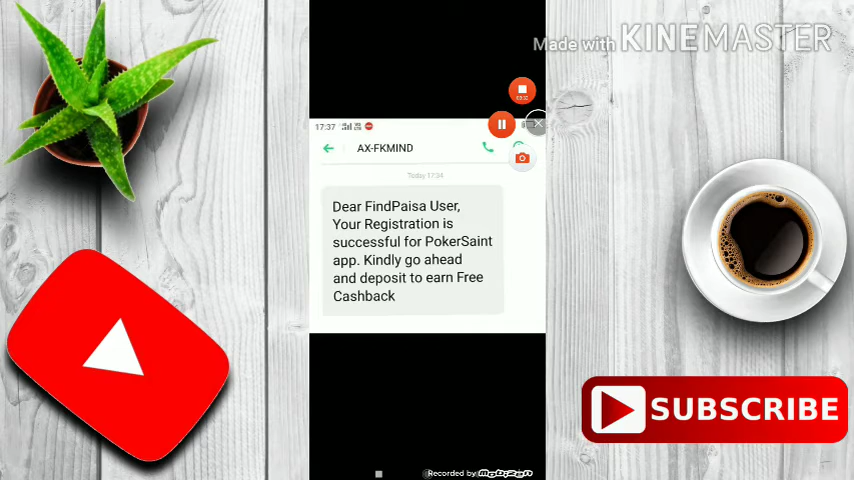 Made with KINEMASTER
17:37
AX-FKMIND
Today 17:34
Dear FindPaisa User,
Your Registration is
successful for PokerSaint
app. Kindly go ahead
and deposit to earn Free
Cashback
SUBSCRIBE
Recorded by mobizen